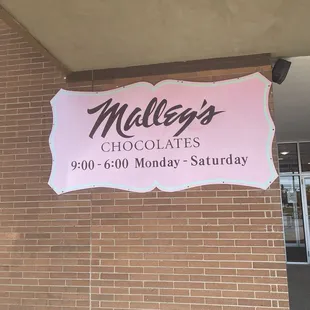 Malley's
CHOCOLATES
9:00 - 6:00 Monday - Saturday